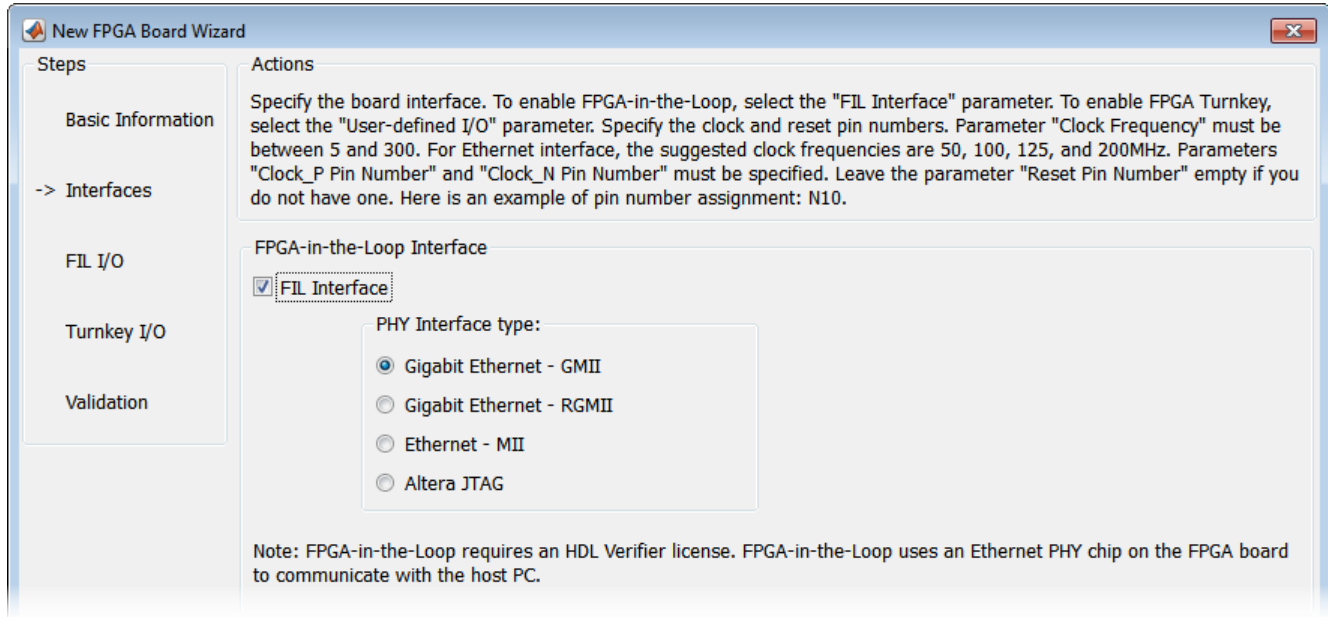 New FPGA Board Wizard
Steps
Basic Information
-> Interfaces
FIL I/O
Turnkey I/O
Validation
Actions
Specify the board interface. To enable FPGA-in-the-Loop, select the "FIL Interface" parameter. To enable FPGA Turnkey,
select the "User-defined I/O" parameter. Specify the clock and reset pin numbers. Parameter "Clock Frequency" must be
between 5 and 300. For Ethernet interface, the suggested clock frequencies are 50, 100, 125, and 200MHz. Parameters
"Clock_P Pin Number" and "Clock_N Pin Number" must be specified. Leave the parameter "Reset Pin Number" empty if you
do not have one. Here is an example of pin number assignment: N10.
FPGA-in-the-Loop Interface
FIL Interface
PHY Interface type:
Gigabit Ethernet - GMII
Gigabit Ethernet - RGMII
Ethernet - MII
Altera JTAG
Note: FPGA-in-the-Loop requires an HDL Verifier license. FPGA-in-the-Loop uses an Ethernet PHY chip on the FPGA board
to communicate with the host PC.